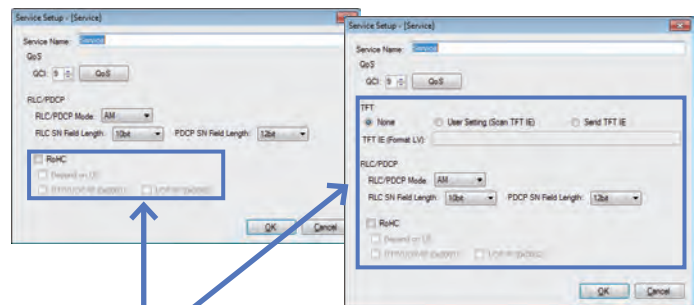 Service Setup - [Service]
Service Name: Service
QoS
QCI: 9 QoS
RLC/PDCP
RLC/PDCP Mode: AM
RLC SN Field Length: 10bit PDCP SN Field Length: 12bit
RoHC
Depend on UE
OK Cancel
Service Setup - [Service]
Service Name: Service
QoS
QCI: 9 QoS
TFT
None User Setting (Scan TFT IE) Send TFT IE
TFT IE (Format LV):
RLC/PDCP
RLC/PDCP Mode: AM
RLC SN Field Length: 10bit PDCP SN Field Length: 12bit
RoHC
Depend on UE
OK Cancel